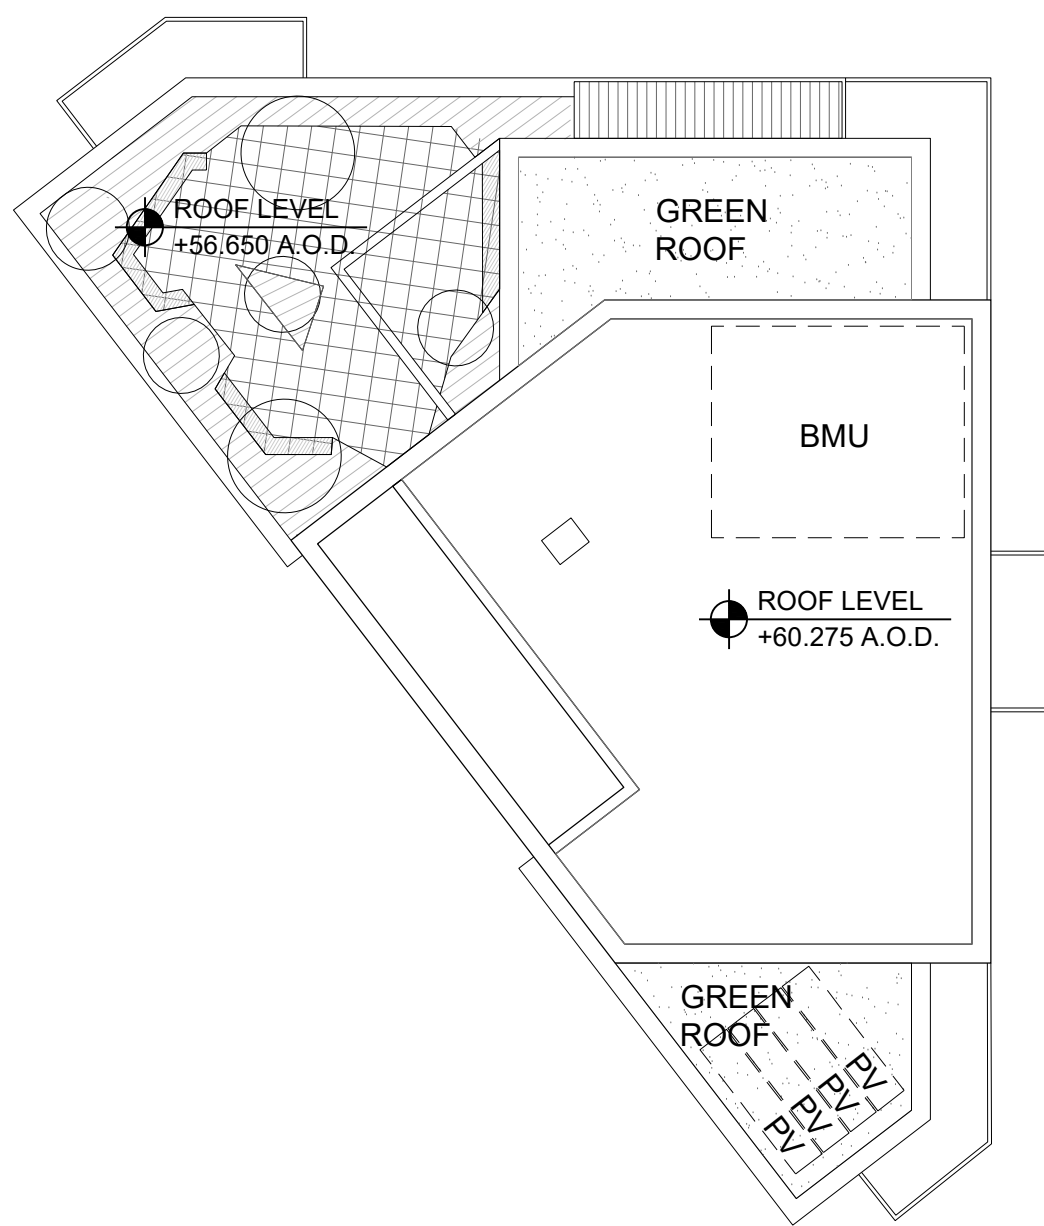 ROOF LEVEL
+56.650 A.O.D.
GREEN
ROOF
BMU
ROOF LEVEL
+60.275 A.O.D.
GREEN
ROOF
PV
PV
PV
PV